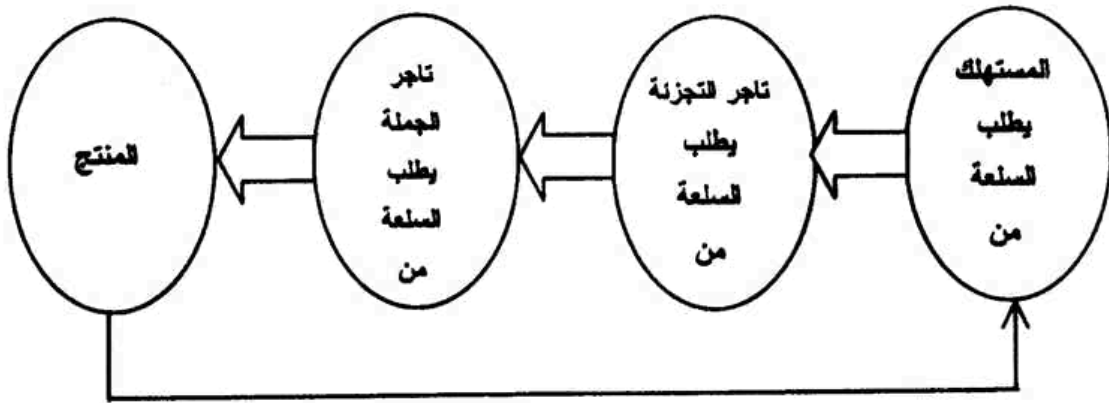 المستهلك
يطلب
السلعة
من
تاجر التجزئة
يطلب
السلعة
من
تاجر
الجملة
يطلب
السلعة
من
المنتج